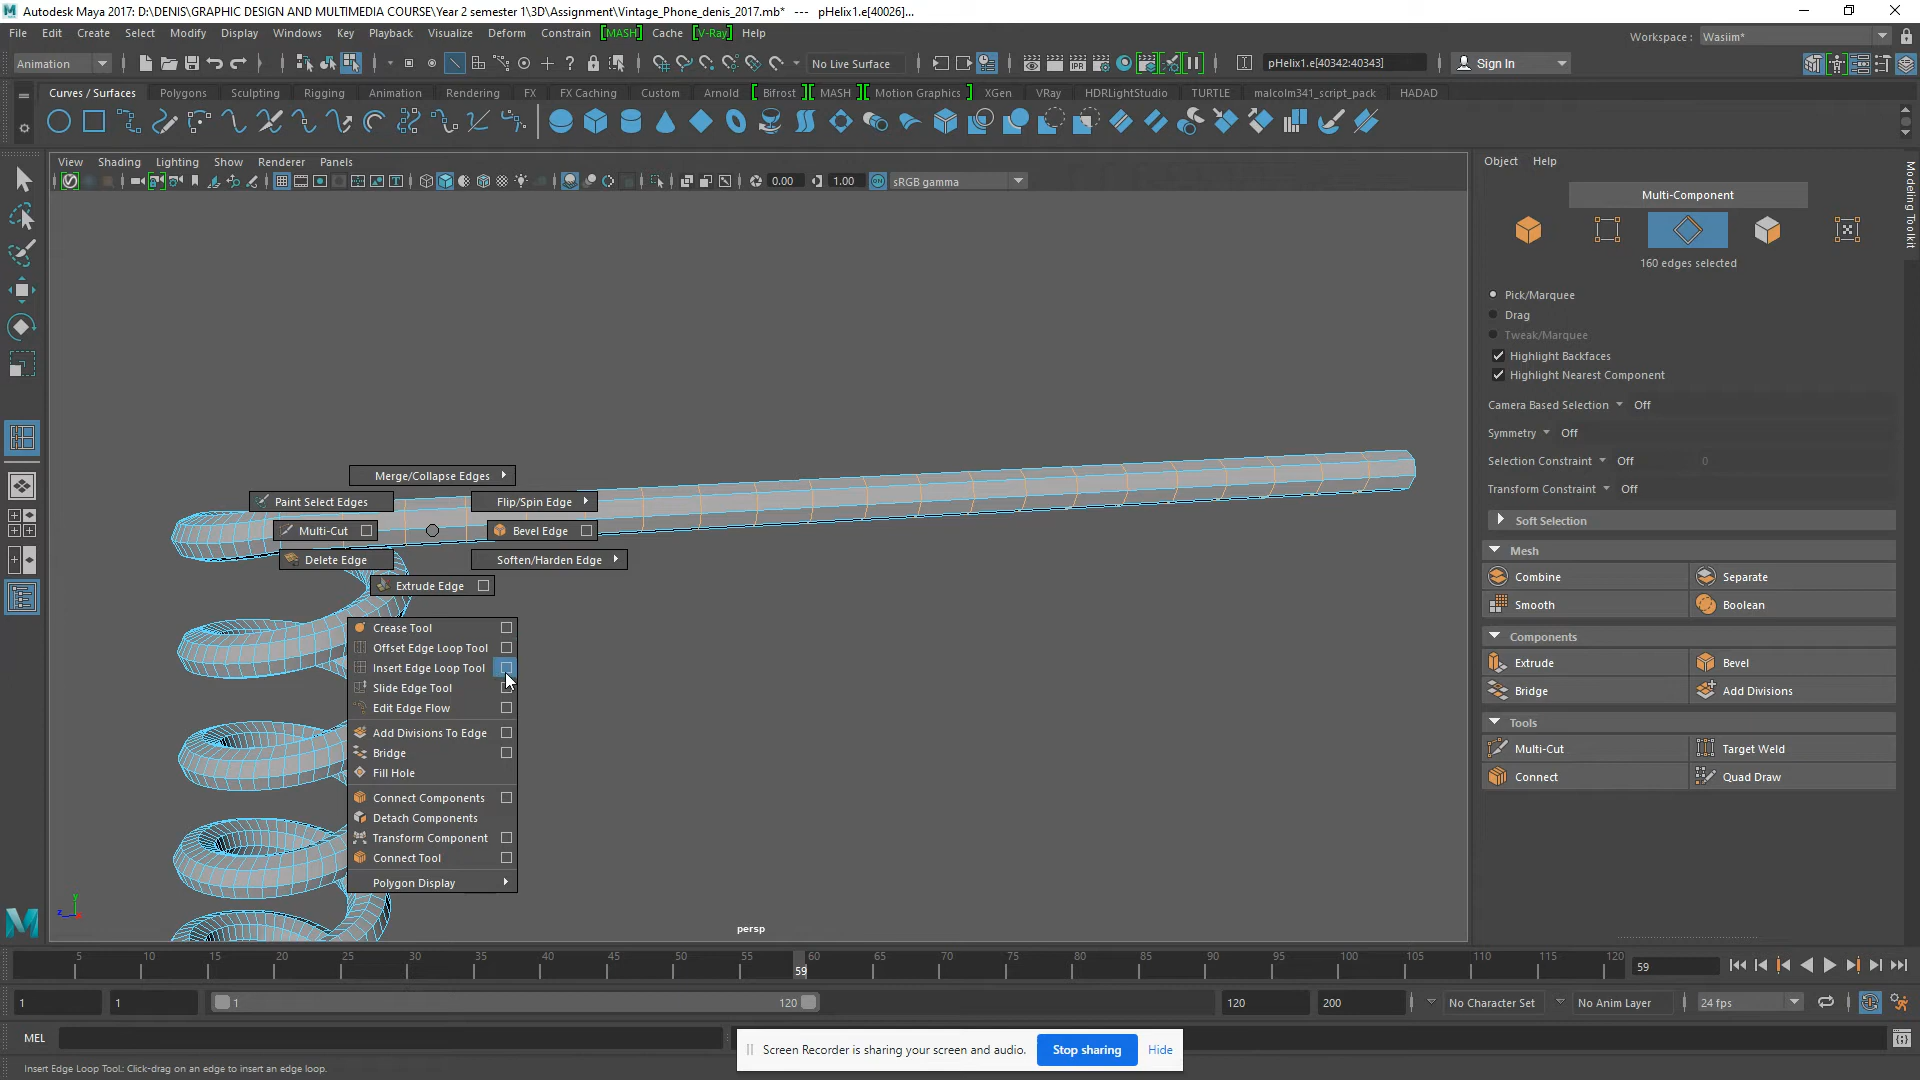 Autodesk Maya 2017: D:\DENIS\GRAPHIC DESIGN AND MULTIMEDIA COURSE\Year 2 semester 1\3D\Assignment\Vintage_Phone_denis_2017.mb* --- pHelix1.e[40026]...
File Edit Create Select Modify Display Windows Key Playback Visualize Deform Constrain [MASH] Cache [V-Ray] Help
Workspace : Wasiim*
Animation No Live Surface pHelix1.e[40342:40343] Sign In
Curves / Surfaces Polygons Sculpting Rigging Animation Rendering FX FX Caching Custom Arnold [ Bifrost ] [ MASH ] [ Motion Graphics ] XGen VRay HDRLightStudio TURTLE malcolm341_script_pack HADAD
View Shading Lighting Show Renderer Panels
0.00 1.00 sRGB gamma
Merge/Collapse Edges
Paint Select Edges Flip/Spin Edge
Multi-Cut Bevel Edge
Delete Edge Soften/Harden Edge
Extrude Edge
Crease Tool
Offset Edge Loop Tool
Insert Edge Loop Tool
Slide Edge Tool
Edit Edge Flow
Add Divisions To Edge
Bridge
Fill Hole
Connect Components
Detach Components
Transform Component
Connect Tool
Polygon Display
y
z
persp
Object Help
Modeling Toolkit
Multi-Component
160 edges selected
Pick/Marquee
Drag
Tweak/Marquee
Highlight Backfaces
Highlight Nearest Component
Camera Based Selection Off
Symmetry Off
Selection Constraint Off 0
Transform Constraint Off
Soft Selection
Mesh
Combine Separate
Smooth Boolean
Components
Extrude Bevel
Bridge Add Divisions
Tools
Multi-Cut Target Weld
Connect Quad Draw
5 10 15 20 25 30 35 40 45 50 55 60 65 70 75 80 85 90 95 100 105 110 115 120
59 59
1 1 1 120 120 200 No Character Set No Anim Layer 24 fps
MEL
Screen Recorder is sharing your screen and audio. Stop sharing Hide
Insert Edge Loop Tool: Click-drag on an edge to insert an edge loop.